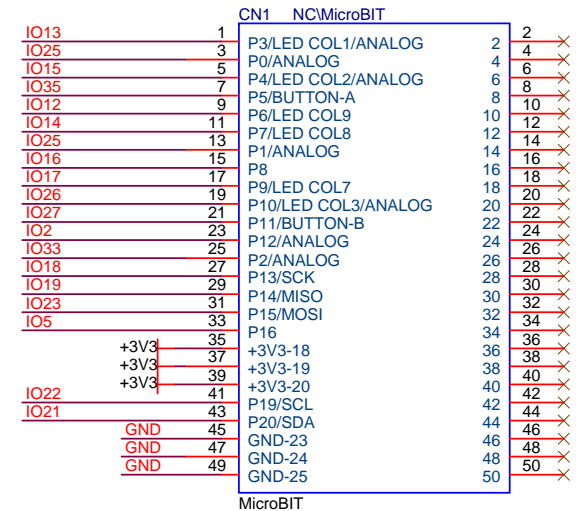 CN1 NC\MicroBIT
IO13 1 P3/LED COL1/ANALOG 2 2
IO25 3 P0/ANALOG 4 4
IO15 5 P4/LED COL2/ANALOG 6 6
IO35 7 P5/BUTTON-A 8 8
IO12 9 P6/LED COL9 10 10
IO14 11 P7/LED COL8 12 12
IO25 13 P1/ANALOG 14 14
IO16 15 P8 16 16
IO17 17 P9/LED COL7 18 18
IO26 19 P10/LED COL3/ANALOG 20 20
IO27 21 P11/BUTTON-B 22 22
IO2 23 P12/ANALOG 24 24
IO33 25 P2/ANALOG 26 26
IO18 27 P13/SCK 28 28
IO19 29 P14/MISO 30 30
IO23 31 P15/MOSI 32 32
IO5 33 P16 34 34
+3V3 35 +3V3-18 36 36
+3V3 37 +3V3-19 38 38
+3V3 39 +3V3-20 40 40
IO22 41 P19/SCL 42 42
IO21 43 P20/SDA 44 44
GND 45 GND-23 46 46
GND 47 GND-24 48 48
GND 49 GND-25 50 50
MicroBIT